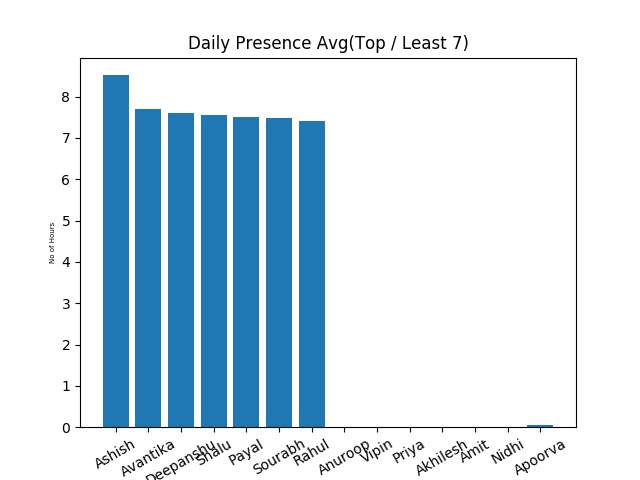 Daily Presence Avg(Top / Least 7)
8
7
6
5
4
3
2
1
0
No of Hours
Ashish
Avantika
Deepanshu
Shalu
Payal
Sourabh
Rahul
Anuroop
Vipin
Priya
Akhilesh
Amit
Nidhi
Apoorva